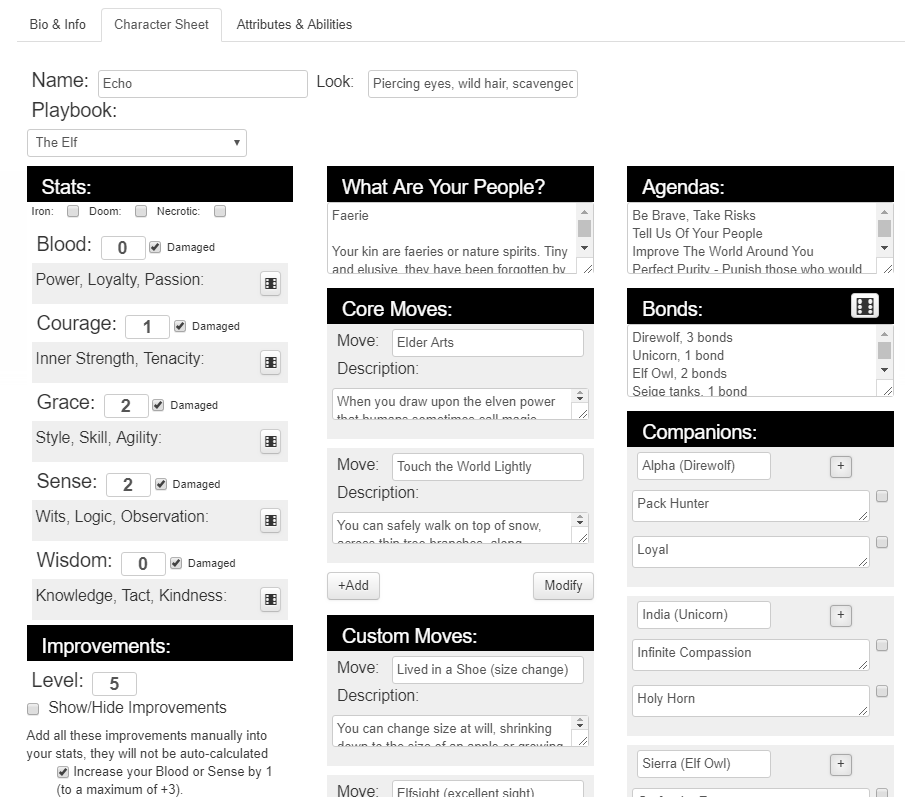 Bio & Info
Character Sheet
Attributes & Abilities
Name:
Echo
Look:
Piercing eyes, wild hair, scavenged
Playbook:
The Elf
Stats:
Iron:
Doom:
Necrotic:
Blood:
0
Damaged
Power, Loyalty, Passion:
Courage:
1
Damaged
Inner Strength, Tenacity:
Grace:
2
Damaged
Style, Skill, Agility:
Sense:
2
Damaged
Wits, Logic, Observation:
Wisdom:
0
Damaged
Knowledge, Tact, Kindness:
Improvements:
Level:
5
Show/Hide Improvements
Add all these improvements manually into
your stats, they will not be auto-calculated
Increase your Blood or Sense by 1
(to a maximum of +3).
What Are Your People?
Faerie
Your kin are faeries or nature spirits. Tiny
and elusive, they have been forgotten by
Core Moves:
Move:
Elder Arts
Description:
When you draw upon the elven power
that humans sometimes call magic
Move:
Touch the World Lightly
Description:
You can safely walk on top of snow,
across thin tree branches, along
+Add
Modify
Custom Moves:
Move:
Lived in a Shoe (size change)
Description:
You can change size at will, shrinking
down to the size of an apple or growing
Move:
Elfsight (excellent sight)
Agendas:
Be Brave, Take Risks
Tell Us Of Your People
Improve The World Around You
Perfect Purity - Punish those who would
Bonds:
Direwolf, 3 bonds
Unicorn, 1 bond
Elf Owl, 2 bonds
Seige tanks, 1 bond
Companions:
Alpha (Direwolf)
+
Pack Hunter
Loyal
India (Unicorn)
+
Infinite Compassion
Holy Horn
Sierra (Elf Owl)
+